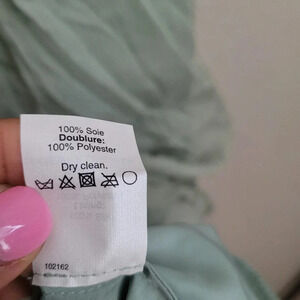 100% Soie
Doublure:
100% Polyester
Dry clean.
102162